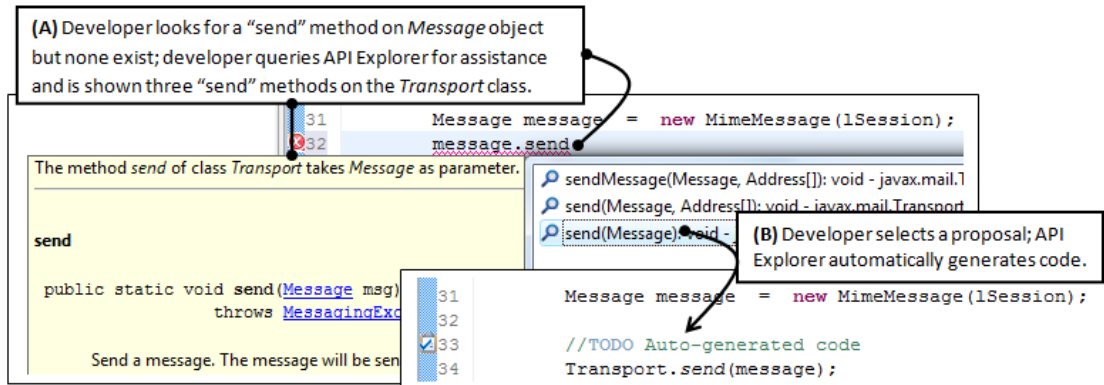 (A) Developer looks for a “send” method on Message object
but none exist; developer queries API Explorer for assistance
and is shown three “send” methods on the Transport class.
31 Message message = new MimeMessage(lSession);
32 message.send
The method send of class Transport takes Message as parameter.
send
public static void send(Message msg)
throws MessagingExc
Send a message. The message will be sen
sendMessage(Message, Address[]): void - javax.mail.T
send(Message, Address[]): void - javax.mail.Transport
send(Message): void -
(B) Developer selects a proposal; API
Explorer automatically generates code.
31 Message message = new MimeMessage(lSession);
32
33 //TODO Auto-generated code
34 Transport.send(message);